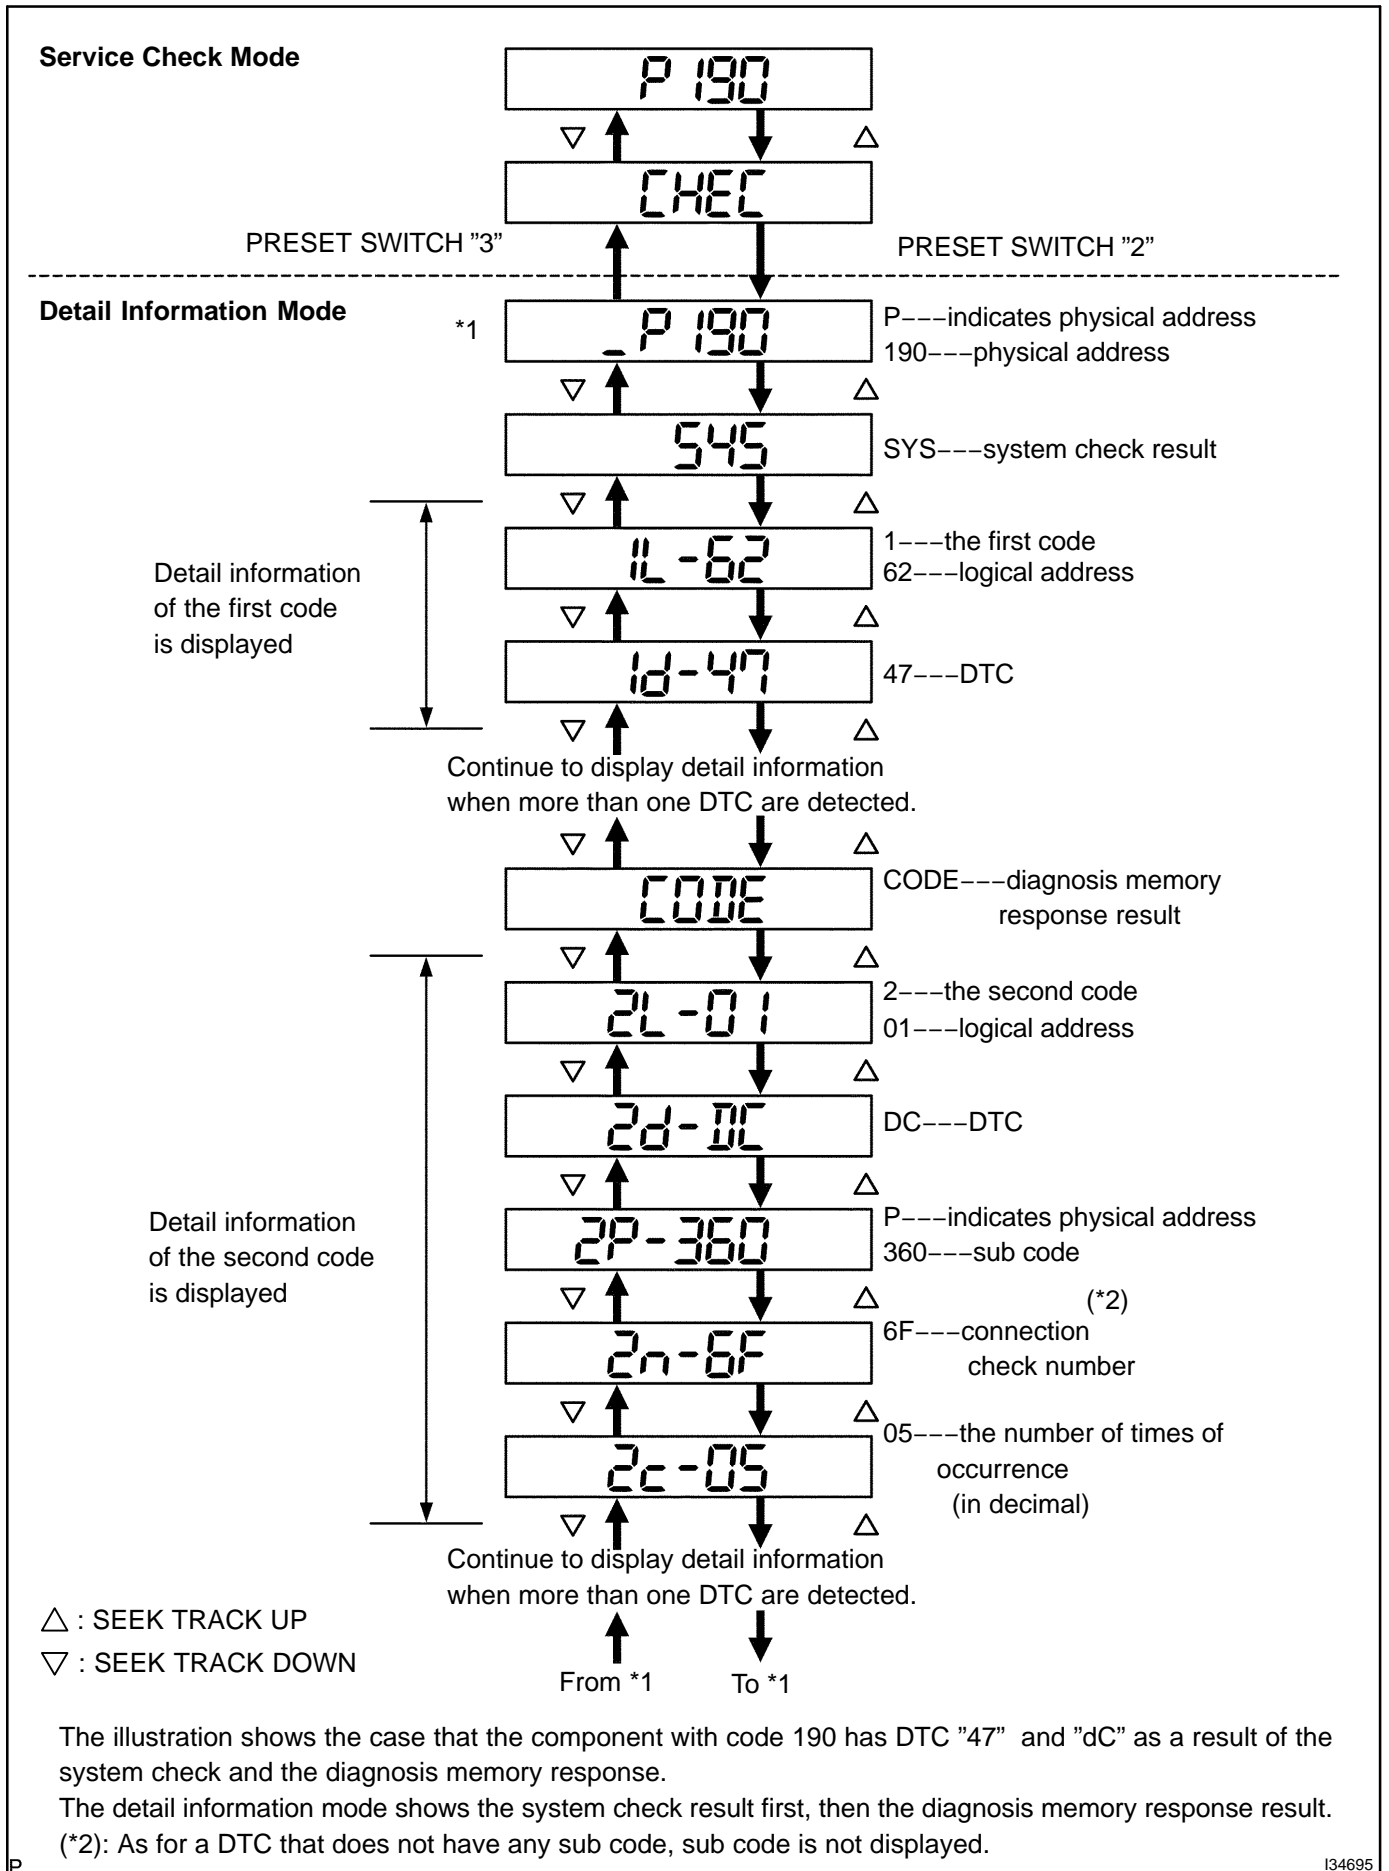 Service Check Mode
P190
CHEC
PRESET SWITCH ”3”
PRESET SWITCH ”2”
Detail Information Mode
*1
_P190
P−−−indicates physical address
190−−−physical address
SYS
SYS−−−system check result
1L-62
1−−−the first code
62−−−logical address
Detail information
of the first code
is displayed
1d-47
47−−−DTC
Continue to display detail information
when more than one DTC are detected.
CODE
CODE−−−diagnosis memory
response result
2L-01
2−−−the second code
01−−−logical address
2d-DC
DC−−−DTC
Detail information
of the second code
is displayed
2P-360
P−−−indicates physical address
360−−−sub code
(*2)
2n-6F
6F−−−connection
check number
2c-05
05−−−the number of times of
occurrence
(in decimal)
Continue to display detail information
when more than one DTC are detected.
△ : SEEK TRACK UP
▽ : SEEK TRACK DOWN
From *1
To *1
The illustration shows the case that the component with code 190 has DTC ”47” and ”dC” as a result of the
system check and the diagnosis memory response.
The detail information mode shows the system check result first, then the diagnosis memory response result.
(*2): As for a DTC that does not have any sub code, sub code is not displayed.
P
I34695